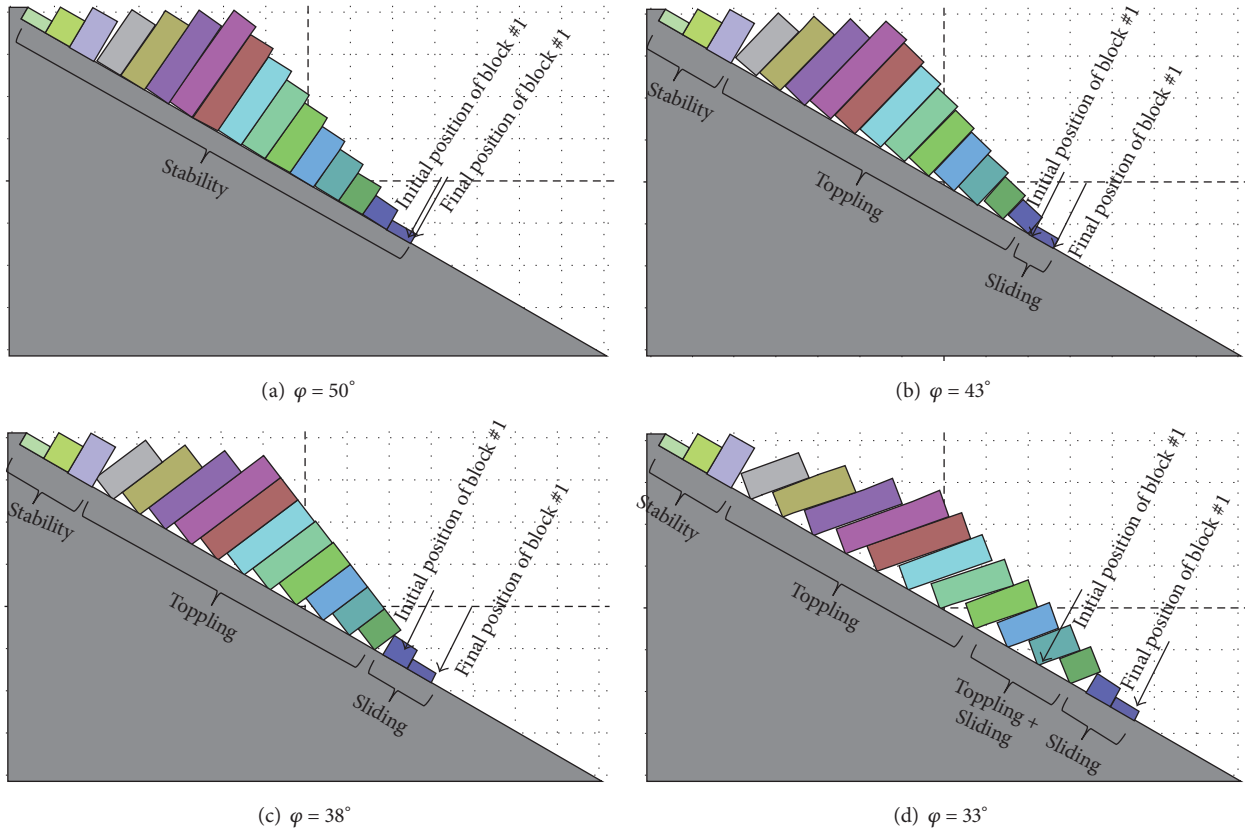 Stability
Initial position of block #1
Final position of block #1
(a) φ = 50°
Stability
Toppling
Sliding
Initial position of block #1
Final position of block #1
(b) φ = 43°
Stability
Toppling
Sliding
Initial position of block #1
Final position of block #1
(c) φ = 38°
Stability
Toppling
Toppling +
Sliding
Sliding
Initial position of block #1
Final position of block #1
(d) φ = 33°